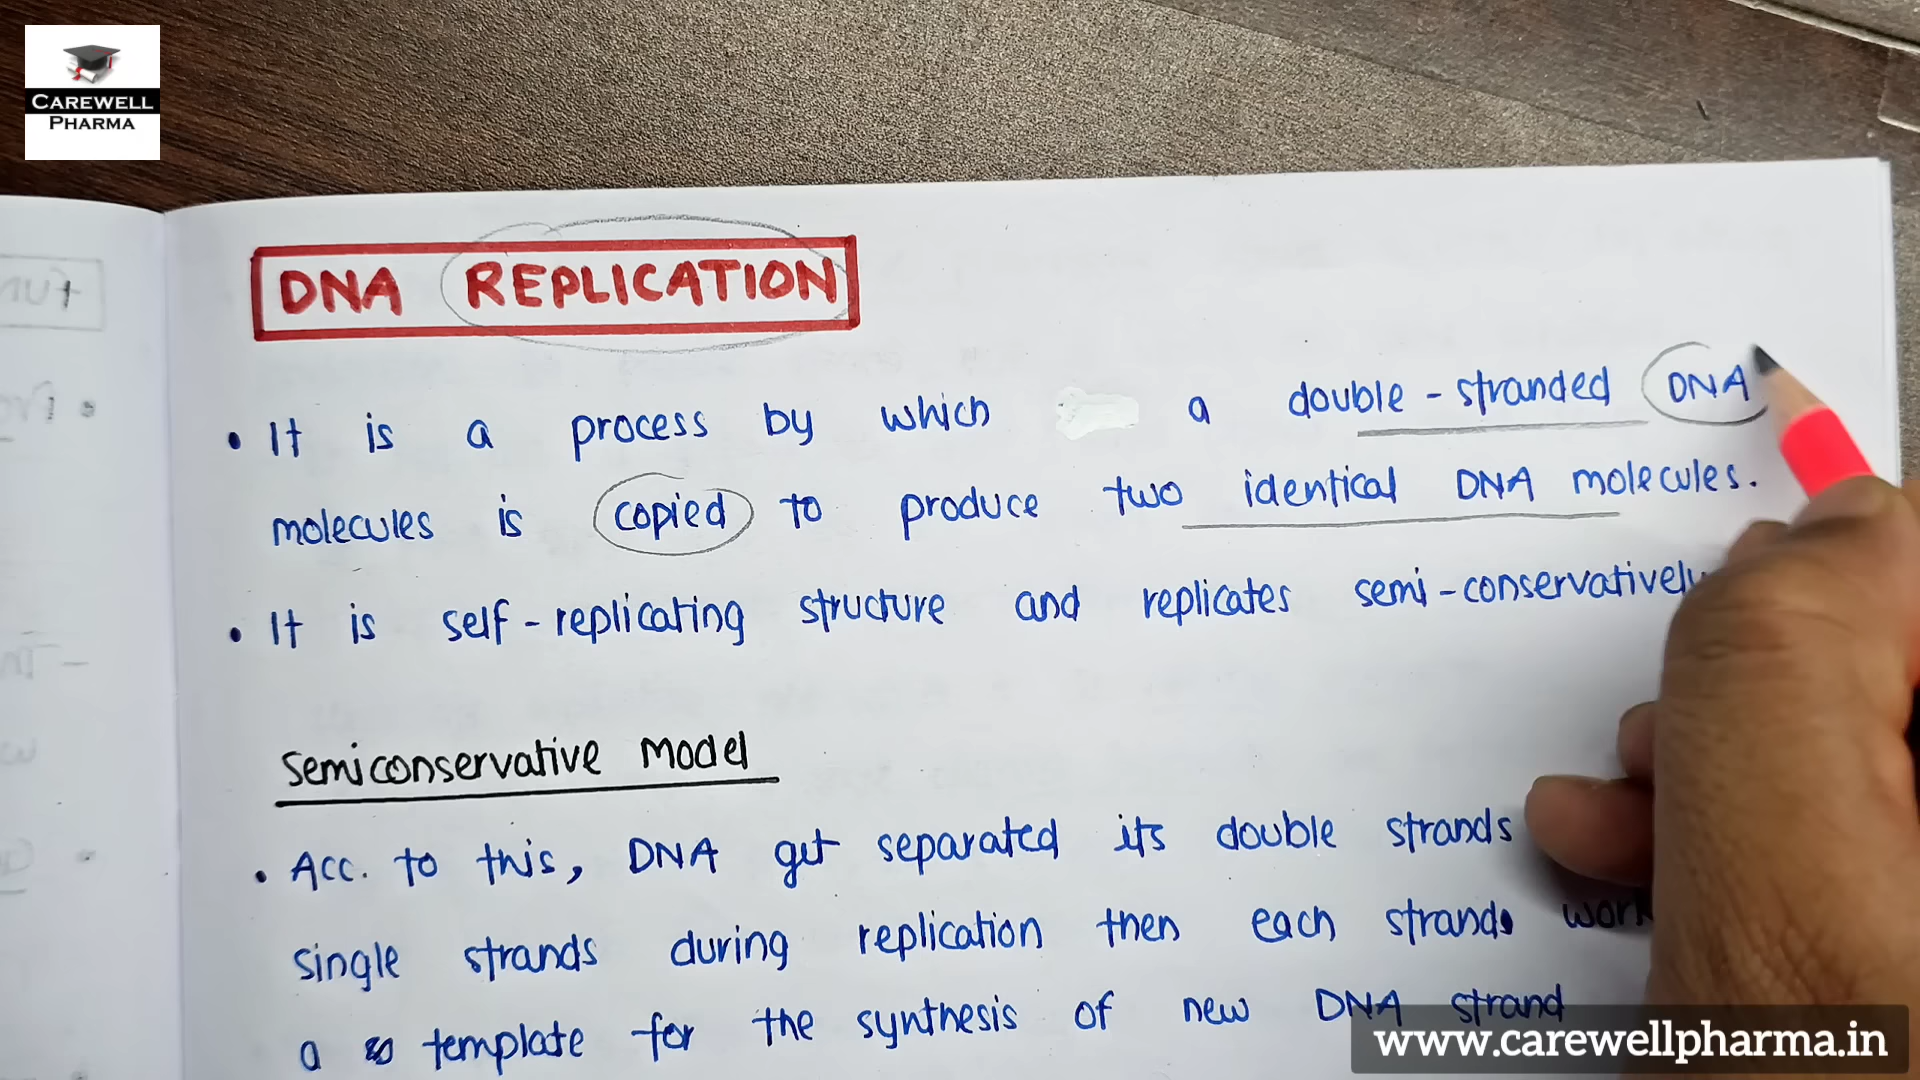 CAREWELL
PHARMA
DNA REPLICATION
• It is a process by which a double-stranded DNA
molecules is copied to produce two identical DNA molecules.
• It is self-replicating structure and replicates semi-conservatively
Semiconservative Model
• Acc. to this, DNA get separated its double strands
single strands during replication then each strands work
a template for the synthesis of new DNA strand
www.carewellpharma.in